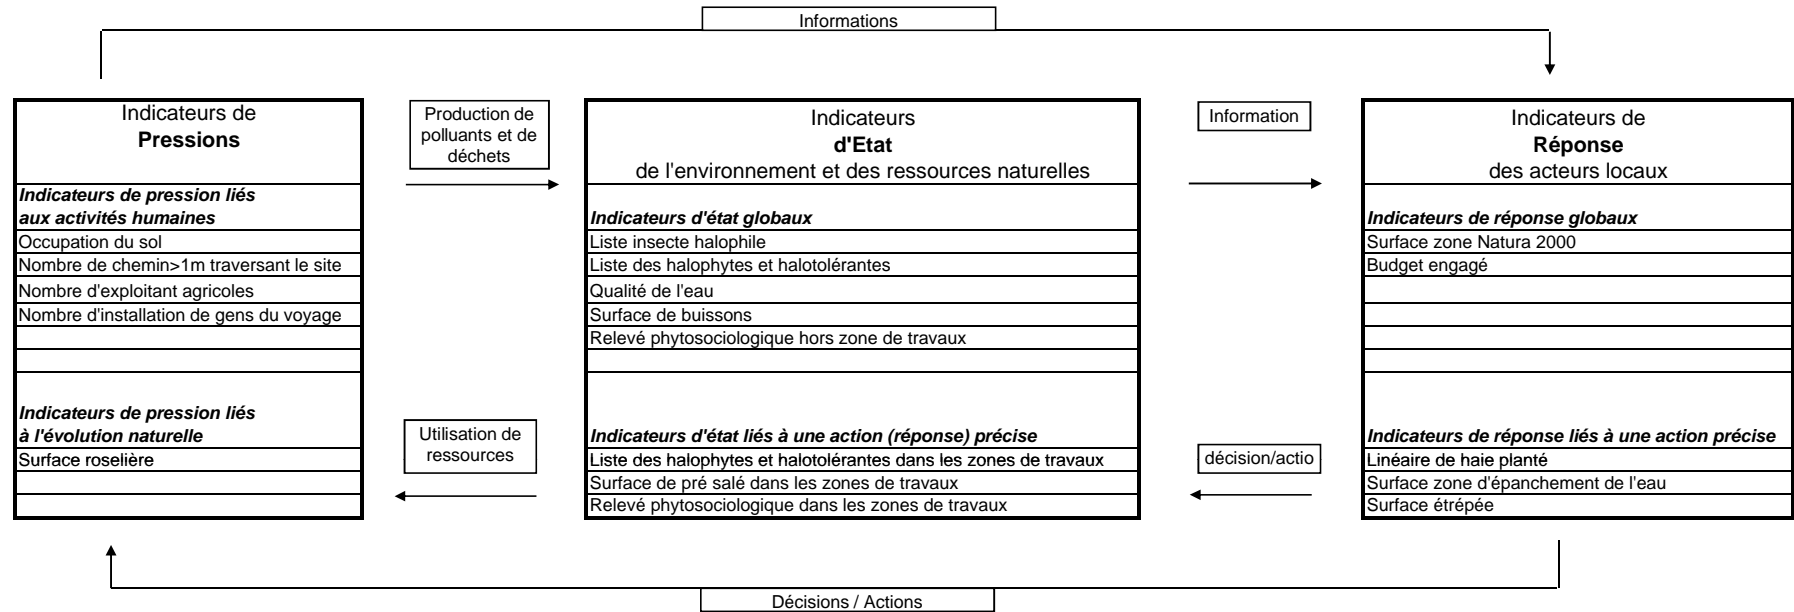 Informations
Indicateurs de
Pressions
Indicateurs de pression liés
aux activités humaines
Occupation du sol
Nombre de chemin>1m traversant le site
Nombre d'exploitant agricoles
Nombre d'installation de gens du voyage
Indicateurs de pression liés
à l'évolution naturelle
Surface roselière
Production de
polluants et de
déchets
Utilisation de
ressources
Indicateurs
d'Etat
de l'environnement et des ressources naturelles
Indicateurs d'état globaux
Liste insecte halophile
Liste des halophytes et halotolérantes
Qualité de l'eau
Surface de buissons
Relevé phytosociologique hors zone de travaux
Indicateurs d'état liés à une action (réponse) précise
Liste des halophytes et halotolérantes dans les zones de travaux
Surface de pré salé dans les zones de travaux
Relevé phytosociologique dans les zones de travaux
Information
décision/actio
Indicateurs de
Réponse
des acteurs locaux
Indicateurs de réponse globaux
Surface zone Natura 2000
Budget engagé
Indicateurs de réponse liés à une action précise
Linéaire de haie planté
Surface zone d'épanchement de l'eau
Surface étrépée
Décisions / Actions